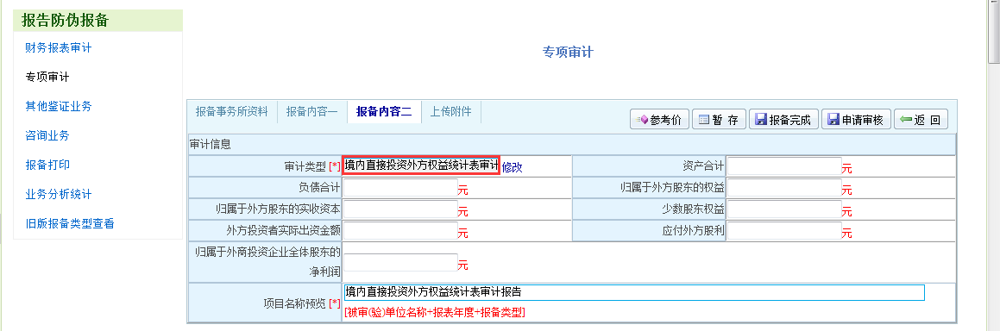 报告防伪报备
财务报表审计
专项审计
其他鉴证业务
咨询业务
报备打印
业务分析统计
旧版报备类型查看
专项审计
报备事务所资料 报备内容一 报备内容二 上传附件
参考价 暂 存 报备完成 申请审核 返 回
审计信息
审计类型 [*] 境内直接投资外方权益统计表审计 修改 资产合计 元
负债合计 元 归属于外方股东的权益 元
归属于外方股东的实收资本 元 少数股东权益 元
外方投资者实际出资金额 元 应付外方股利 元
归属于外商投资企业全体股东的
净利润 元
项目名称预览 [*] 境内直接投资外方权益统计表审计报告
[被审(验)单位名称+报表年度+报备类型]